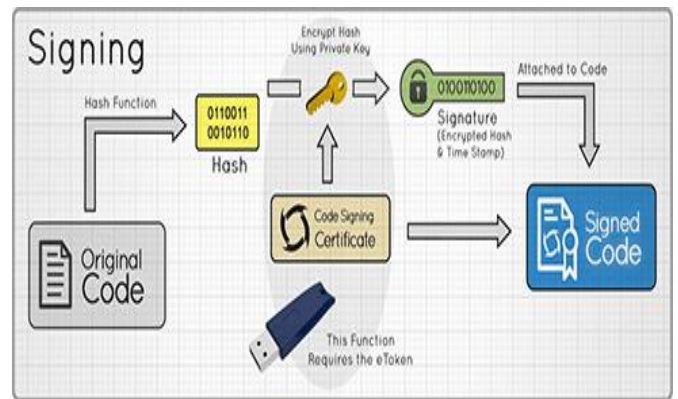 Signing
Hash Function
0110011
0010110
Hash
Encrypt Hash
Using Private Key
0100110100
Signature
(Encrypted Hash
& Time Stamp)
Attached to Code
Original
Code
Code Signing
Certificate
Signed
Code
This Function
Requires the eToken